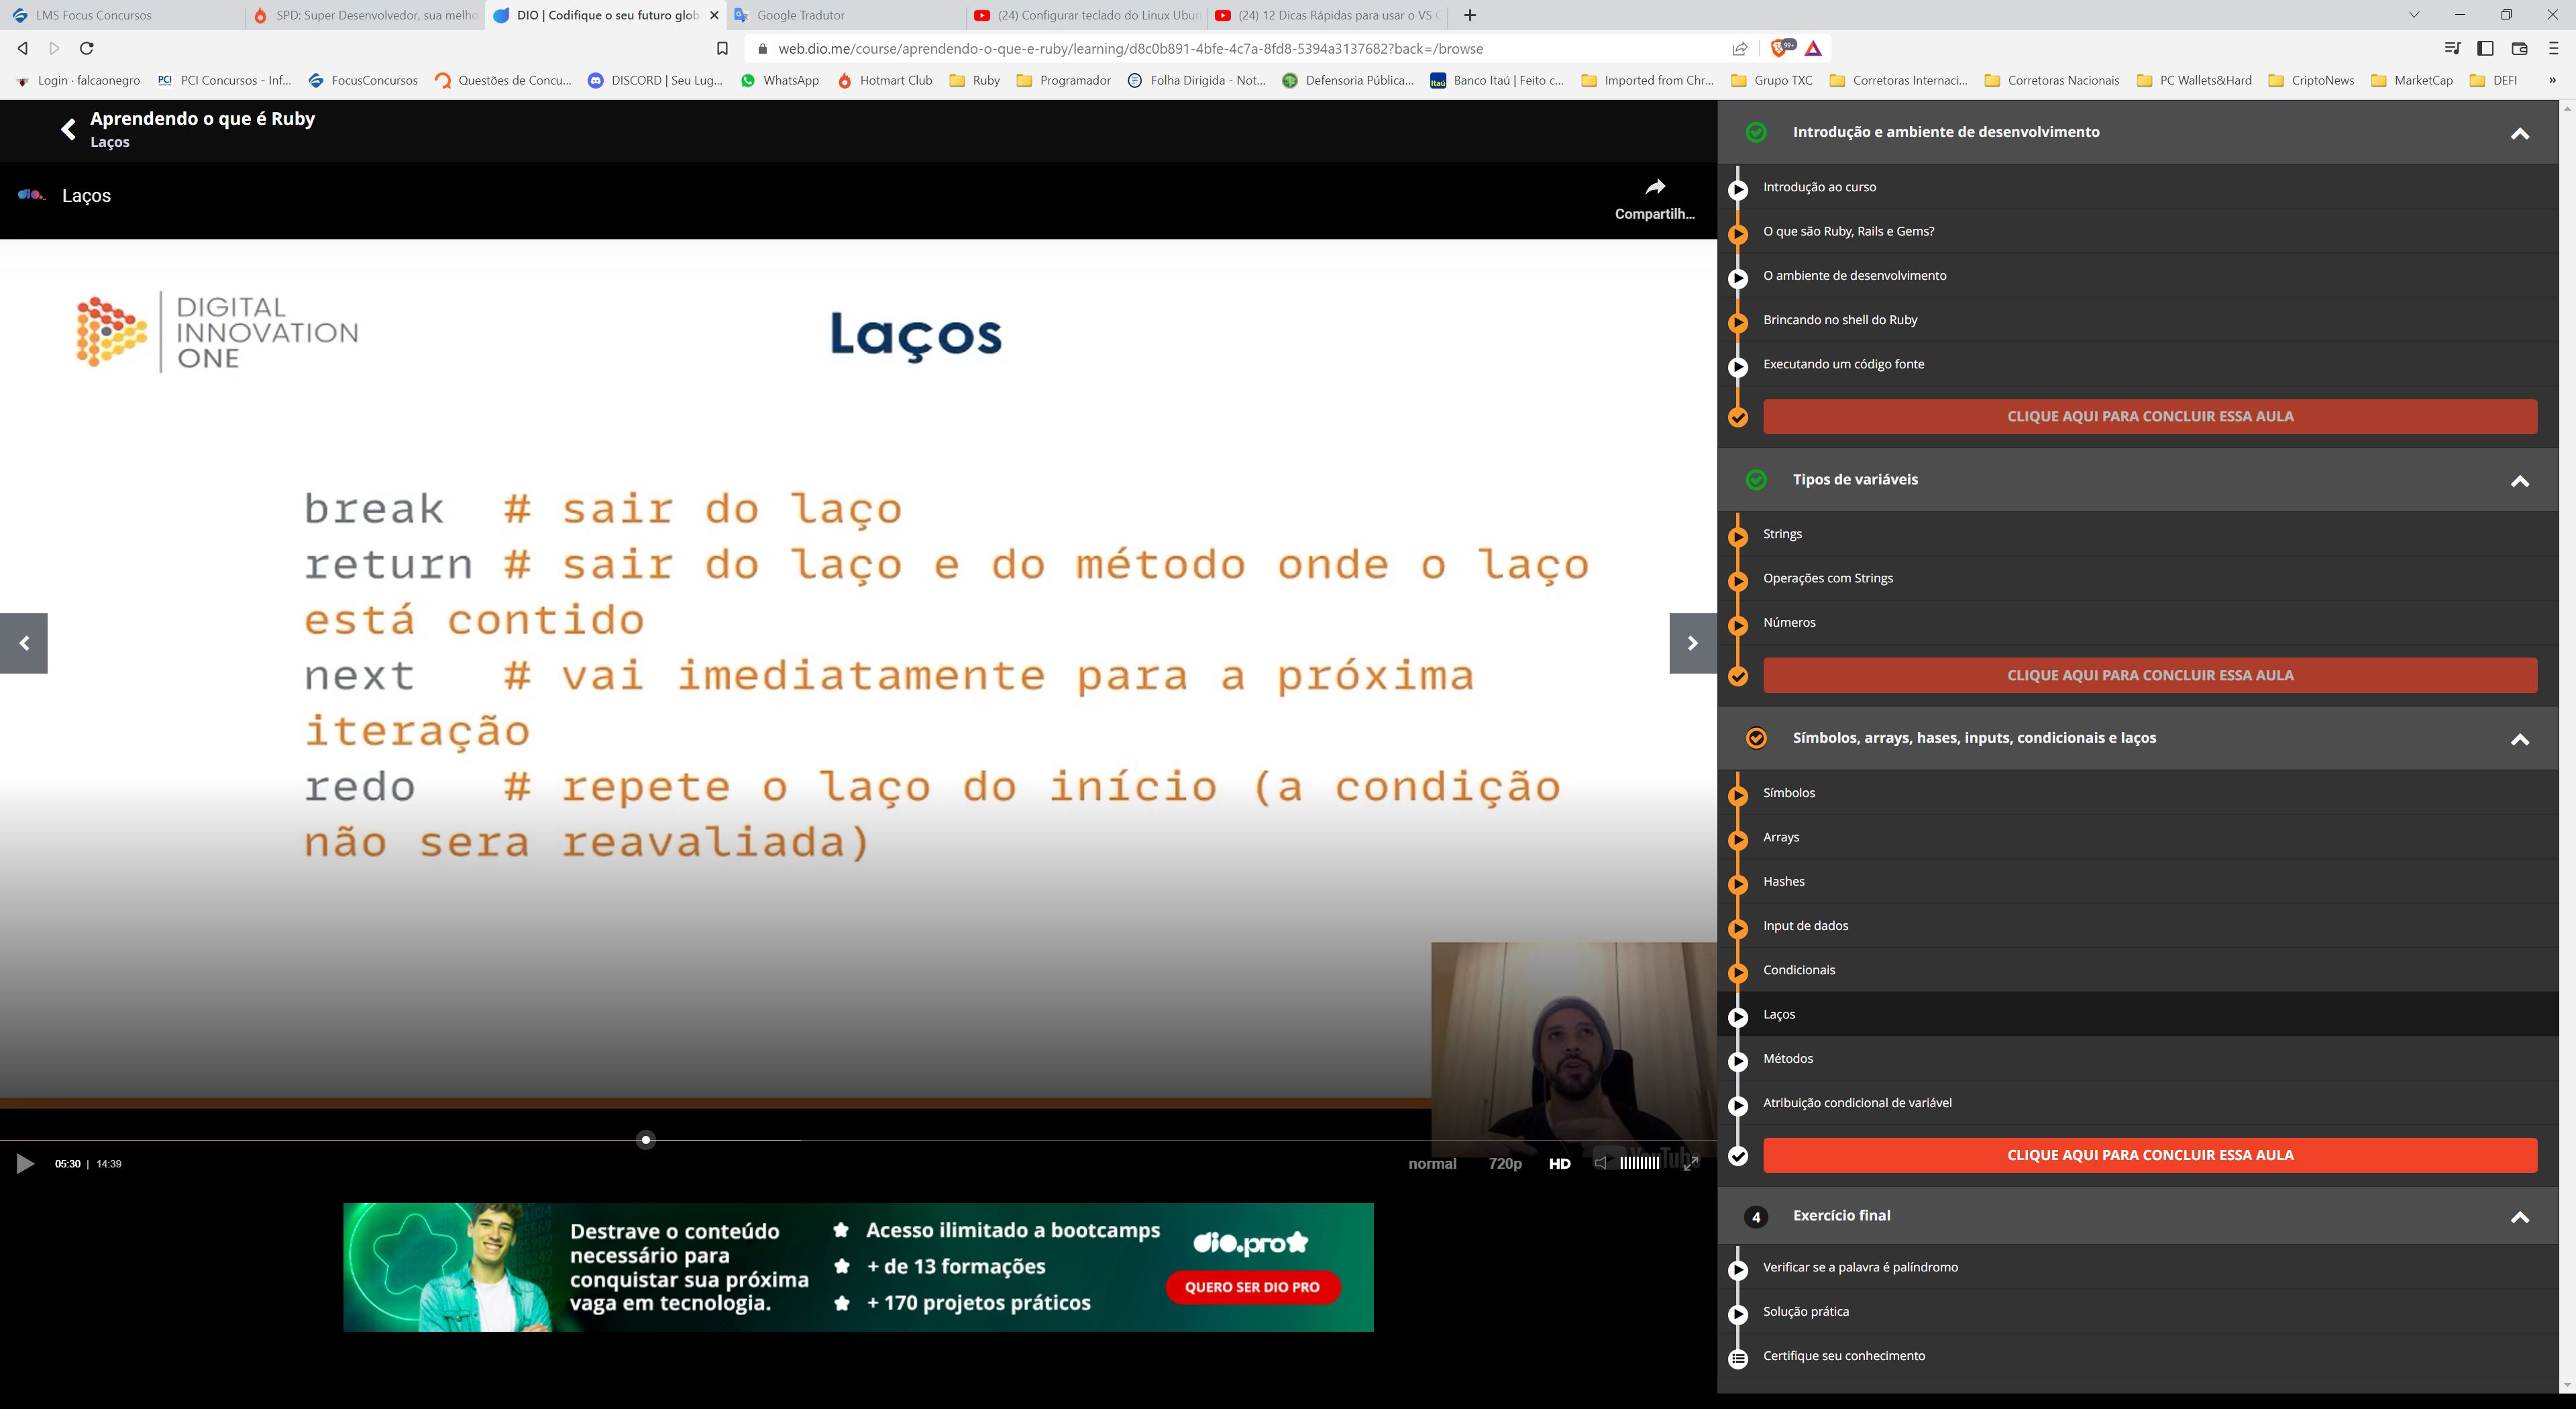 LMS Focus Concursos
SPD: Super Desenvolvedor, sua melho
DIO | Codifique o seu futuro glob
Google Tradutor
(24) Configurar teclado do Linux Ubun
(24) 12 Dicas Rápidas para usar o VS C
web.dio.me/course/aprendendo-o-que-e-ruby/learning/d8c0b891-4bfe-4c7a-8fd8-5394a3137682?back=/browse
99+
Login · falcaonegro
PCI
PCI Concursos - Inf...
FocusConcursos
Questões de Concu...
DISCORD | Seu Lug...
WhatsApp
Hotmart Club
Ruby
Programador
Folha Dirigida - Not...
Defensoria Pública...
Itaú
Banco Itaú | Feito c...
Imported from Chr...
Grupo TXC
Corretoras Internaci...
Corretoras Nacionais
PC Wallets&Hard
CriptoNews
MarketCap
DEFI
»
Aprendendo o que é Ruby
Laços
dio.
Laços
Compartilh...
DIGITAL
INNOVATION
ONE
Laços
break # sair do laço
return # sair do laço e do método onde o laço
está contido
next # vai imediatamente para a próxima
iteração
redo # repete o laço do início (a condição
não sera reavaliada)
05:30 | 14:39
normal
720p
HD
YouTube
Destrave o conteúdo
necessário para
conquistar sua próxima
vaga em tecnologia.
Acesso ilimitado a bootcamps
+ de 13 formações
+ 170 projetos práticos
dio.pro
QUERO SER DIO PRO
Introdução e ambiente de desenvolvimento
Introdução ao curso
O que são Ruby, Rails e Gems?
O ambiente de desenvolvimento
Brincando no shell do Ruby
Executando um código fonte
CLIQUE AQUI PARA CONCLUIR ESSA AULA
Tipos de variáveis
Strings
Operações com Strings
Números
CLIQUE AQUI PARA CONCLUIR ESSA AULA
Símbolos, arrays, hases, inputs, condicionais e laços
Símbolos
Arrays
Hashes
Input de dados
Condicionais
Laços
Métodos
Atribuição condicional de variável
CLIQUE AQUI PARA CONCLUIR ESSA AULA
4
Exercício final
Verificar se a palavra é palíndromo
Solução prática
Certifique seu conhecimento